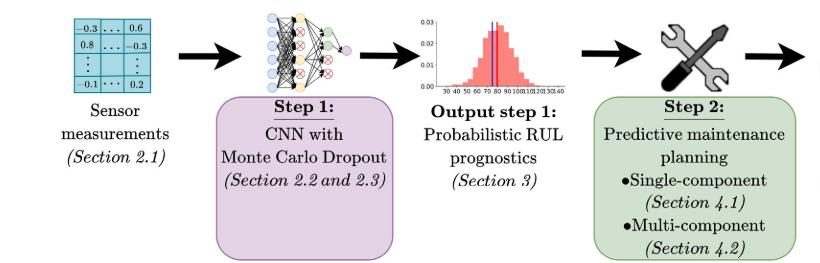 −0.3 ... 0.6
0.8 ... −0.3
⋮ ⋮
−0.1 ... 0.2
Sensor
measurements
(Section 2.1)
Step 1:
CNN with
Monte Carlo Dropout
(Section 2.2 and 2.3)
0.03
0.02
0.01
0.00
30 40 50 60 70 80 90 100 110 120 130 140
Output step 1:
Probabilistic RUL
prognostics
(Section 3)
Step 2:
Predictive maintenance
planning
●Single-component
(Section 4.1)
●Multi-component
(Section 4.2)